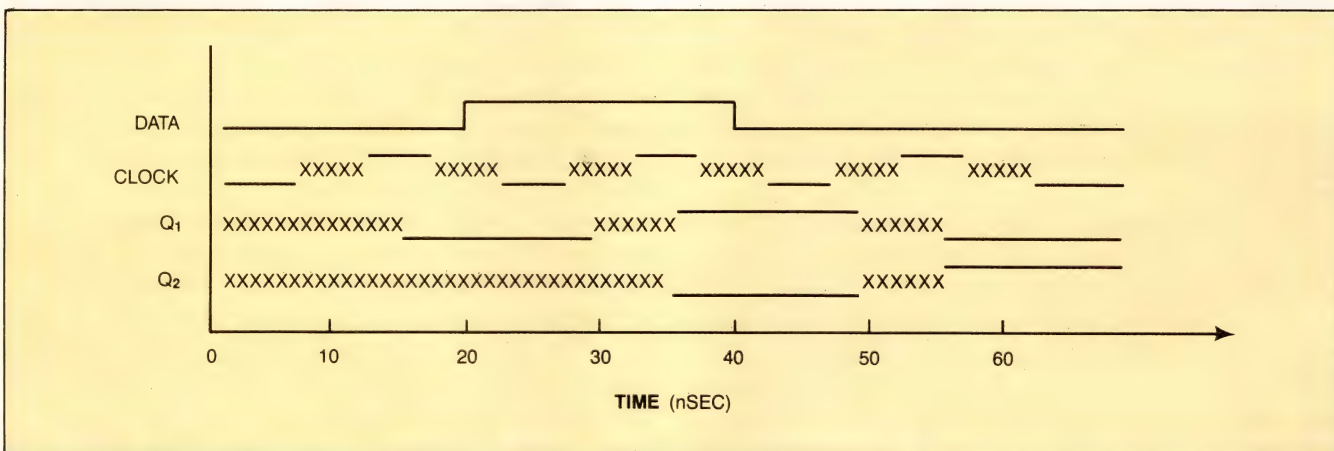 DATA
XXXXX XXXXX XXXXX XXXXX XXXXX XXXXX
CLOCK
Q₁ XXXXXXXXXXXXXX XXXXXX XXXXXX
Q₂ XXXXXXXXXXXXXXXXXXXXXXXXXXXXXXXXXX XXXXXX
0 10 20 30 40 50 60
TIME (nSEC)